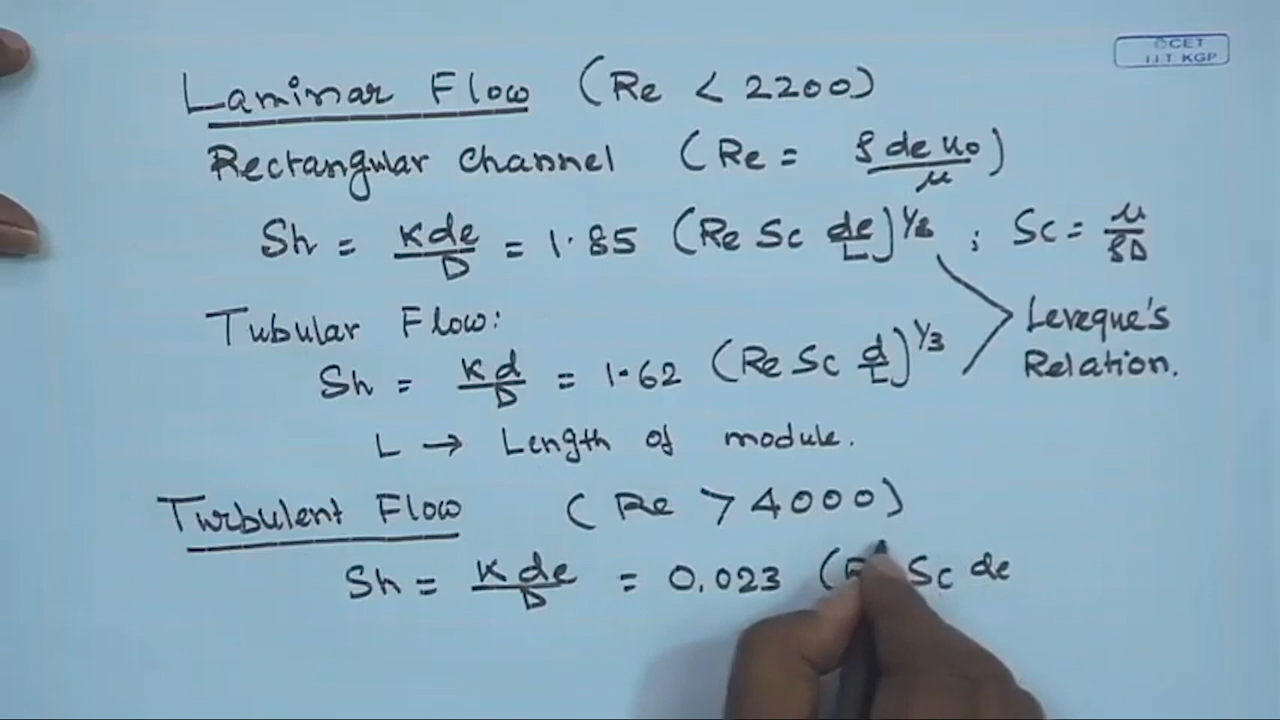 ©CET
I.I.T KGP
Laminar Flow (Re < 2200)
Rectangular Channel (Re = ρ de u₀ / μ)
Sh = K de / D = 1.85 (Re Sc de/L)^1/3 ; Sc = μ / ρD
Tubular Flow:
Sh = K d / D = 1.62 (Re Sc d/L)^1/3
Leveque's
Relation.
L → Length of module.
Turbulent Flow (Re > 4000)
Sh = K de / D = 0.023 ( Sc de